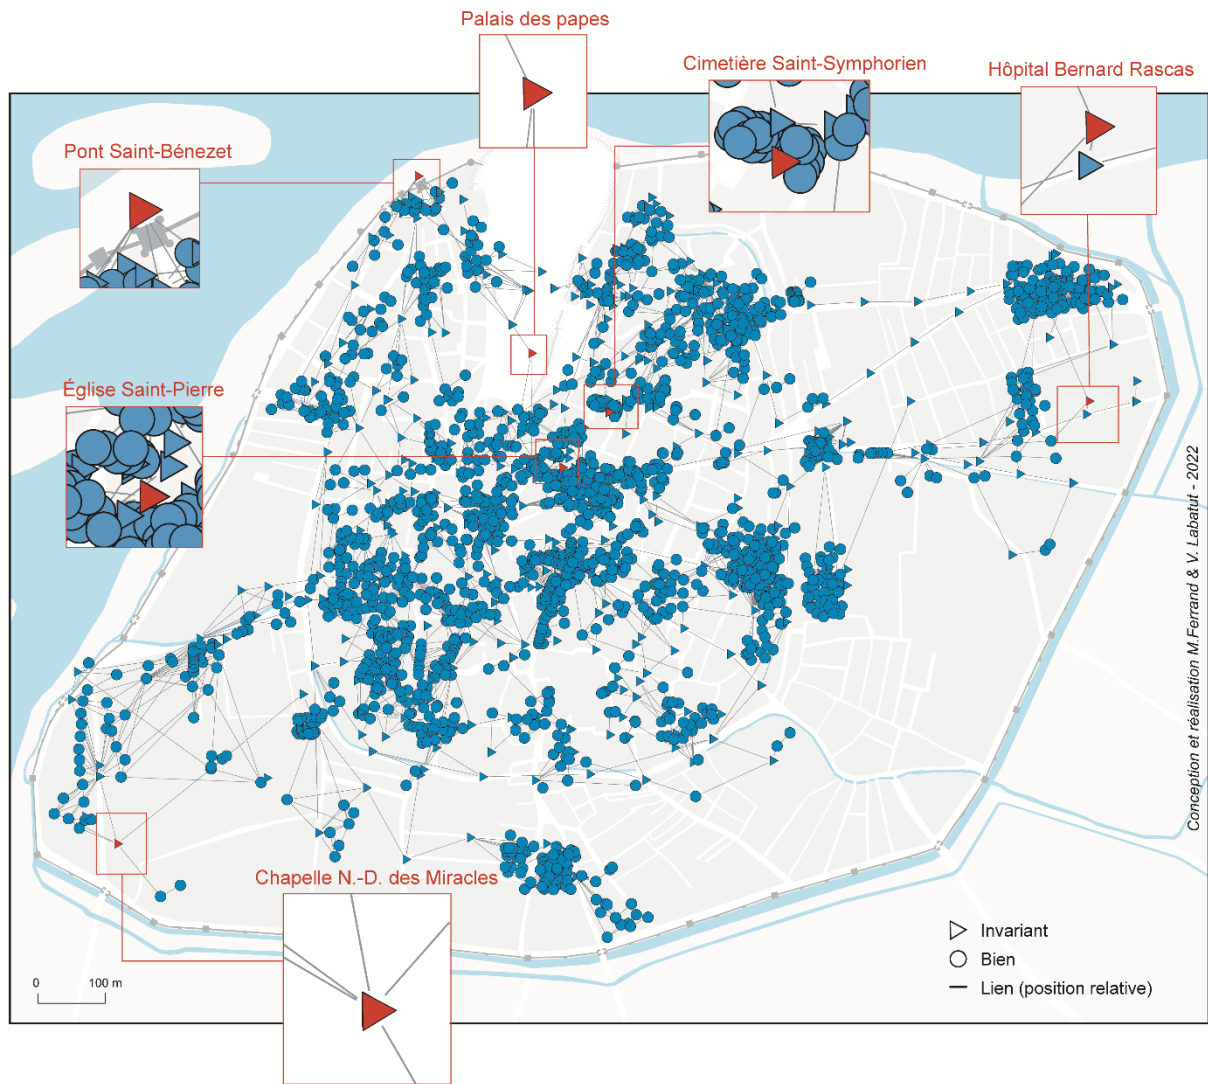 Palais des papes
Cimetière Saint-Symphorien
Hôpital Bernard Rascas
Pont Saint-Bénezet
Église Saint-Pierre
Chapelle N.-D. des Miracles
Conception et réalisation M.Ferrand & V. Labatut - 2022
Invariant
Bien
Lien (position relative)
0 100 m